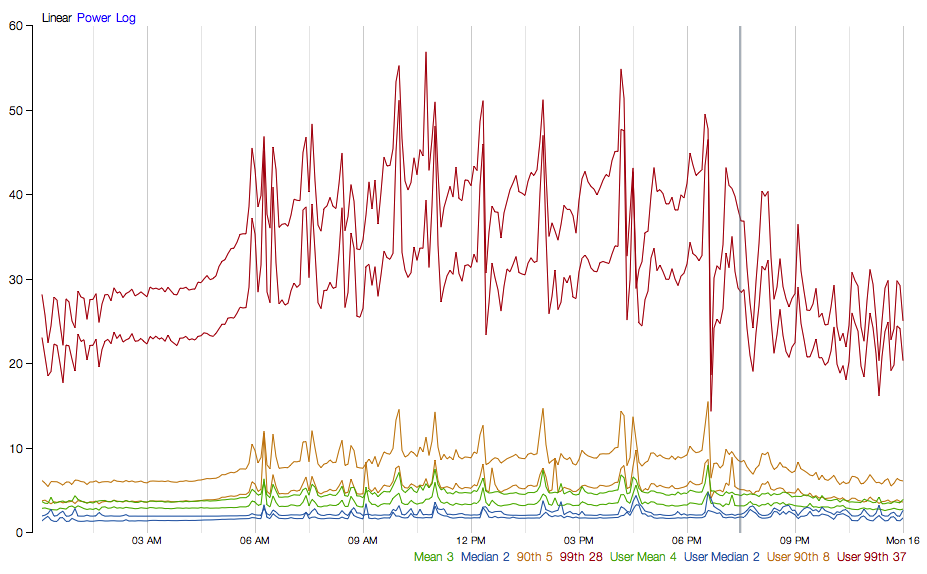 Linear Power Log
60
50
40
30
20
10
0
03 AM 06 AM 09 AM 12 PM 03 PM 06 PM 09 PM Mon 16
Mean 3 Median 2 90th 5 99th 28 User Mean 4 User Median 2 User 90th 8 User 99th 37